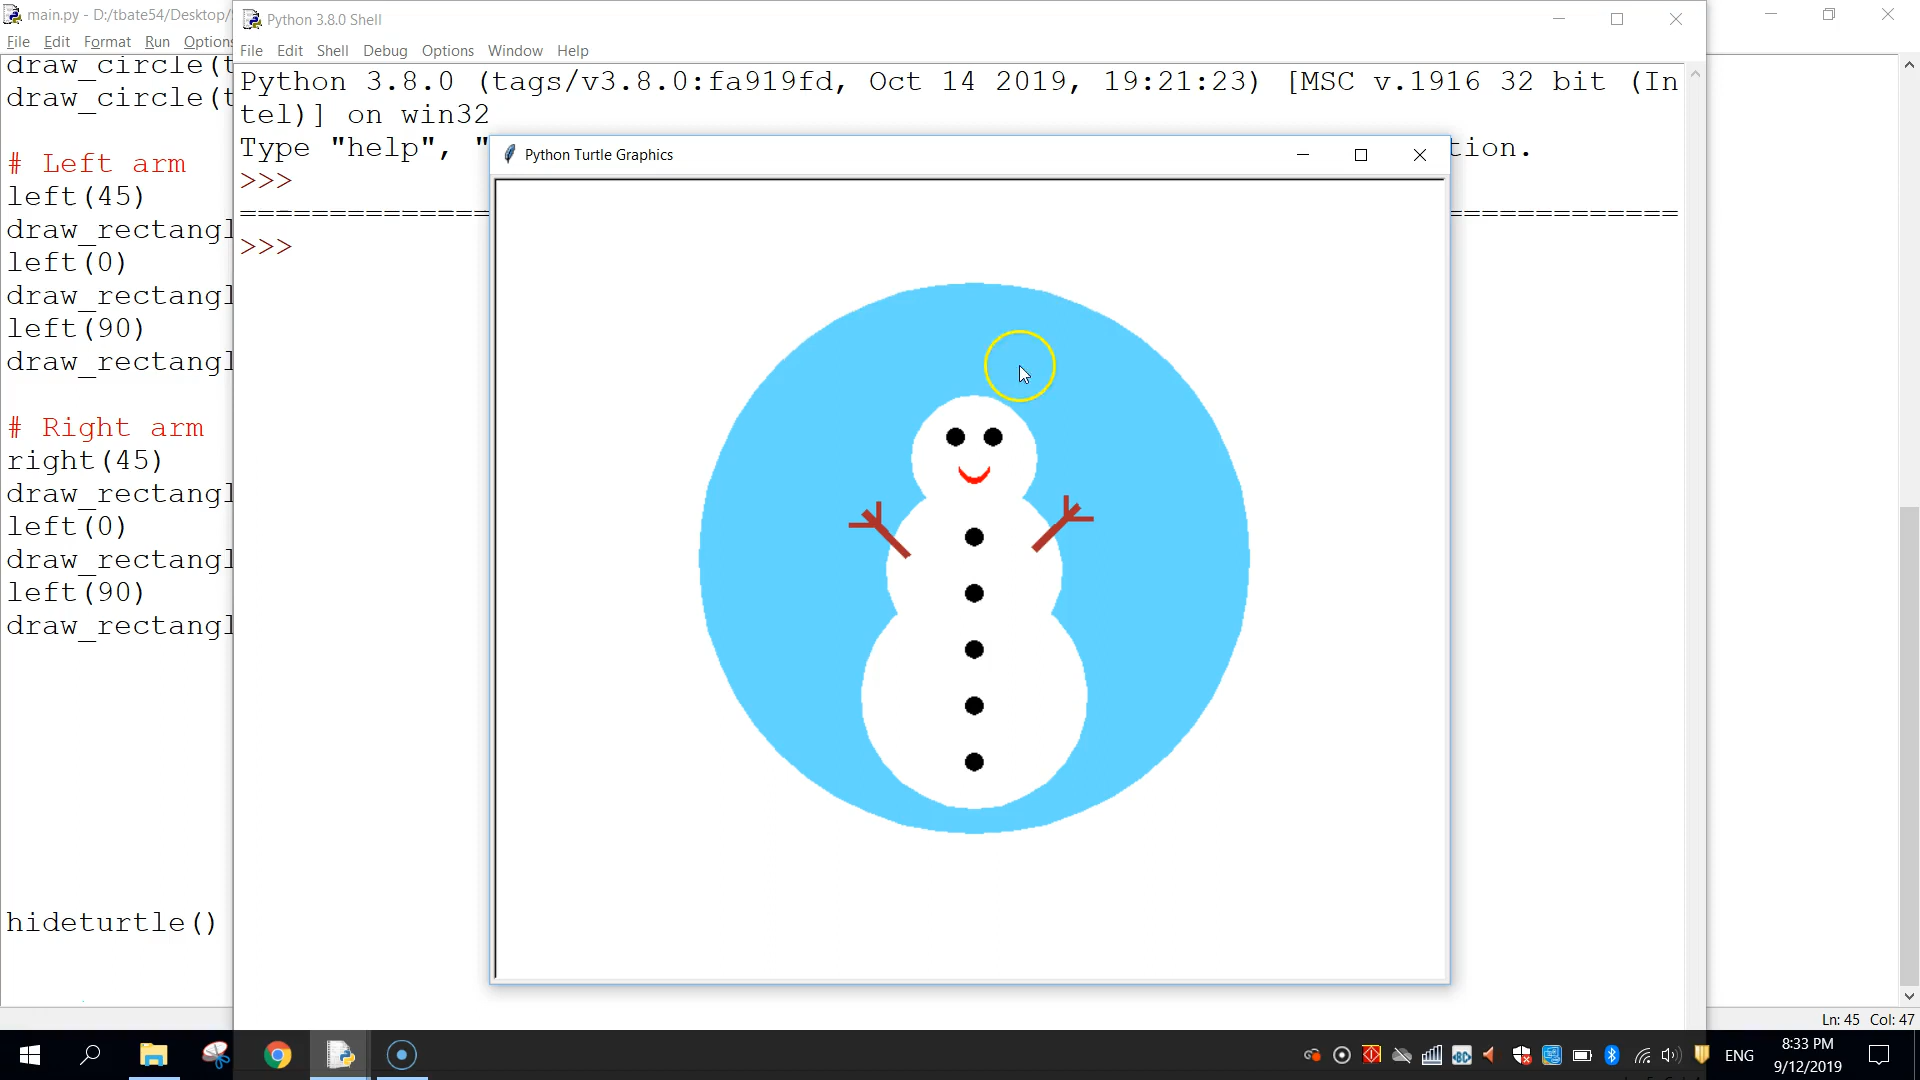 main.py - D:/tbate54/Desktop/
File Edit Format Run Options
draw_circle(t
draw_circle(t
# Left arm
left(45)
draw_rectangl
left(0)
draw_rectangl
left(90)
draw_rectangl
# Right arm
right(45)
draw_rectangl
left(0)
draw_rectangl
left(90)
draw_rectangl
hideturtle()
Python 3.8.0 Shell
File Edit Shell Debug Options Window Help
Python 3.8.0 (tags/v3.8.0:fa919fd, Oct 14 2019, 19:21:23) [MSC v.1916 32 bit (In
tel)] on win32
Type "help", " tion.
>>>
>>>
Python Turtle Graphics
Ln: 45 Col: 47
ENG
8:33 PM
9/12/2019